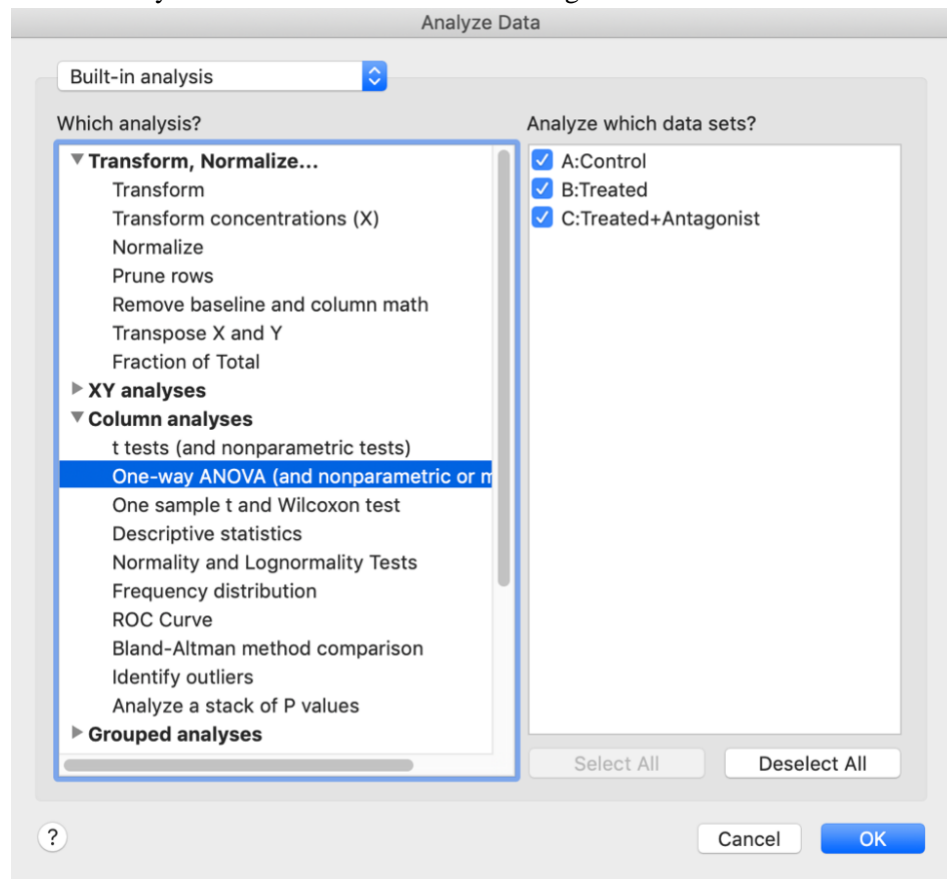 Analyze Data
Built-in analysis
Which analysis?
Transform, Normalize...
Transform
Transform concentrations (X)
Normalize
Prune rows
Remove baseline and column math
Transpose X and Y
Fraction of Total
XY analyses
Column analyses
t tests (and nonparametric tests)
One-way ANOVA (and nonparametric or
One sample t and Wilcoxon test
Descriptive statistics
Normality and Lognormality Tests
Frequency distribution
ROC Curve
Bland-Altman method comparison
Identify outliers
Analyze a stack of P values
Grouped analyses
Analyze which data sets?
A:Control
B:Treated
C:Treated+Antagonist
Select All
Deselect All
?
Cancel
OK